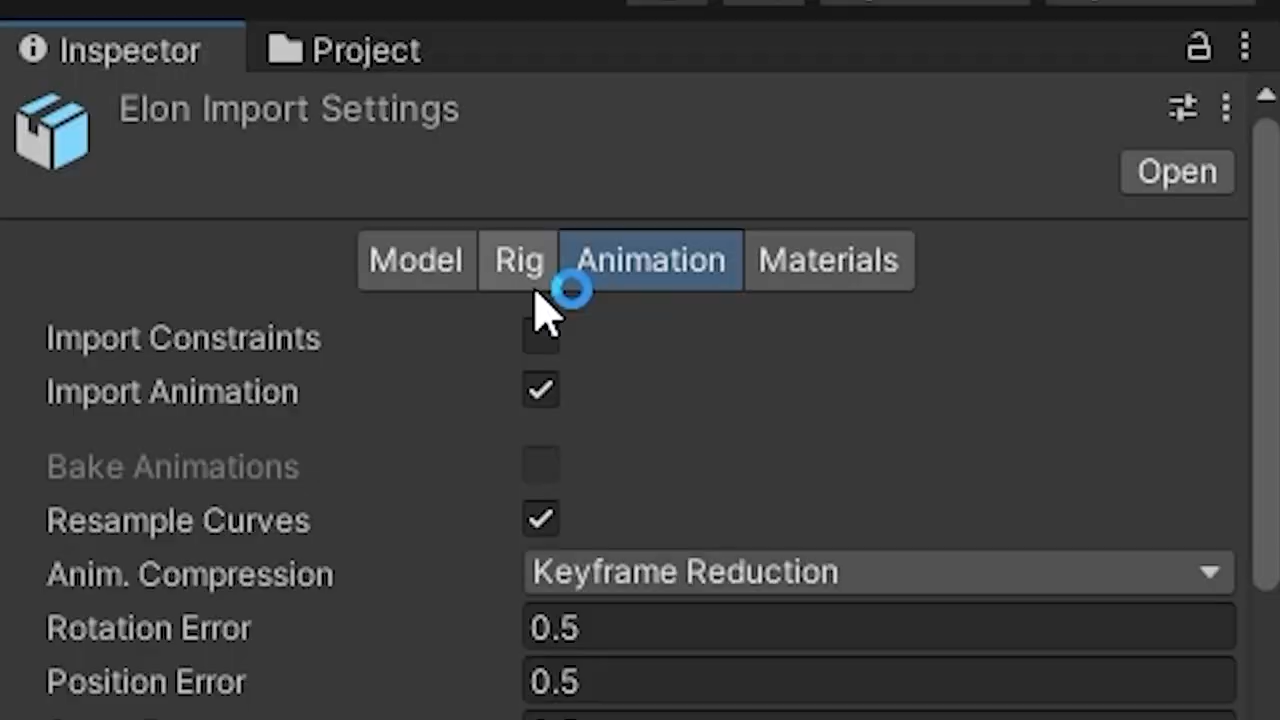 Inspector
Project
Elon Import Settings
Open
Model Rig Animation Materials
Import Constraints
Import Animation
Bake Animations
Resample Curves
Anim. Compression Keyframe Reduction
Rotation Error 0.5
Position Error 0.5